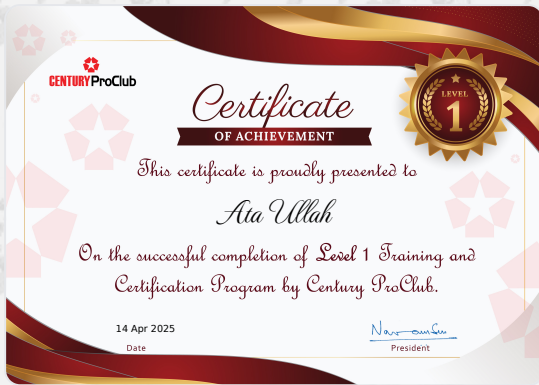 CENTURY ProClub
Certificate
OF ACHIEVEMENT
LEVEL
1
This certificate is proudly presented to
Ata Ullah
On the successful completion of Level 1 Training and
Certification Program by Century ProClub.
14 Apr 2025
Date
President